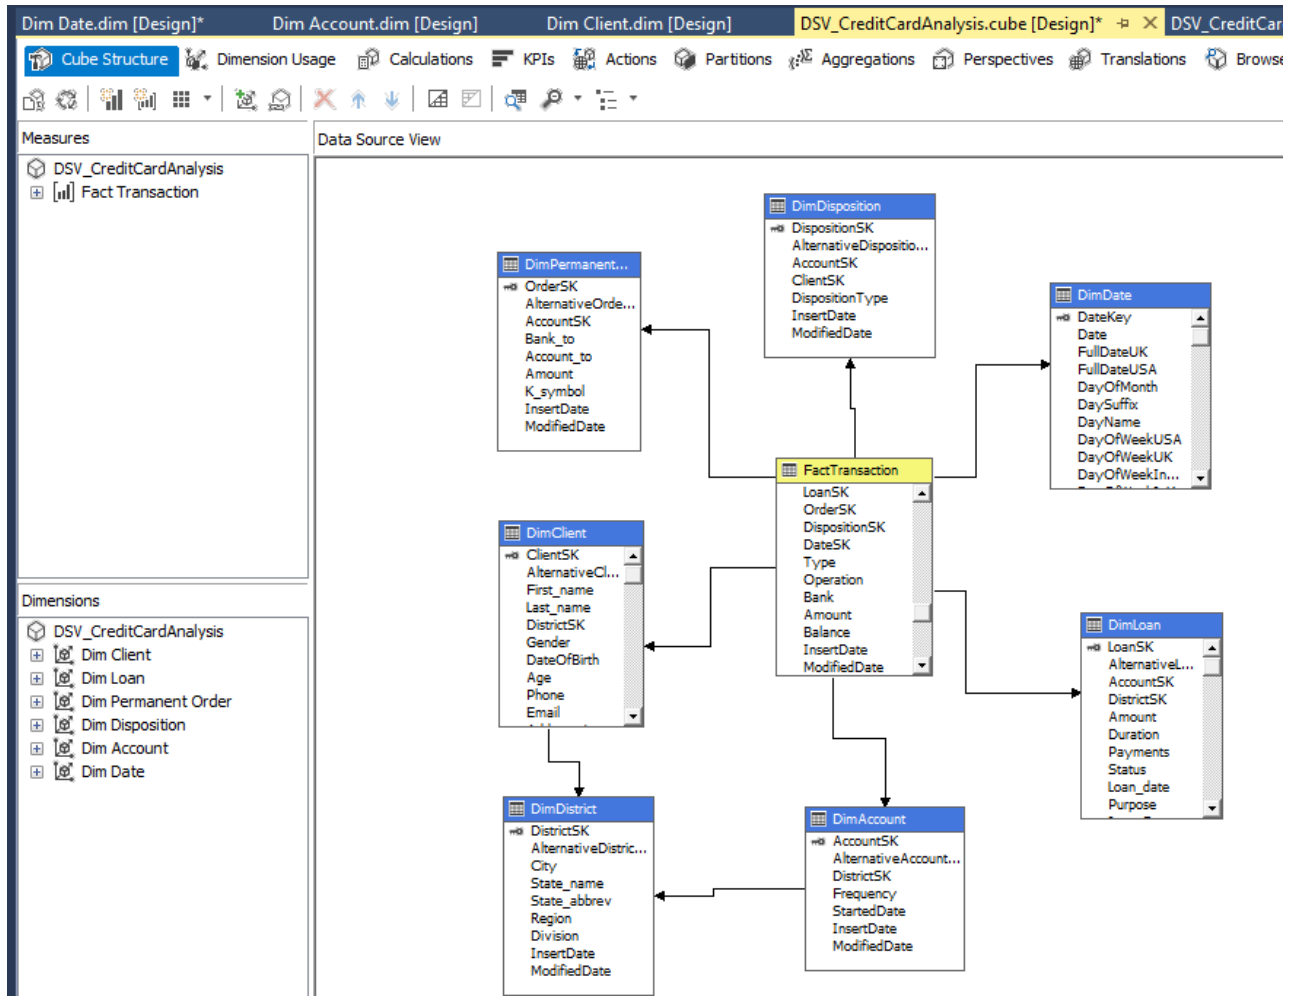 Dim Date.dim [Design]* Dim Account.dim [Design] Dim Client.dim [Design] DSV_CreditCardAnalysis.cube [Design]* DSV_CreditCar
Cube Structure Dimension Usage Calculations KPIs Actions Partitions Aggregations Perspectives Translations Browse
Measures
DSV_CreditCardAnalysis
Fact Transaction
Dimensions
DSV_CreditCardAnalysis
Dim Client
Dim Loan
Dim Permanent Order
Dim Disposition
Dim Account
Dim Date
Data Source View
DimDisposition
DispositionSK
AlternativeDispositio...
AccountSK
ClientSK
DispositionType
InsertDate
ModifiedDate
DimPermanent...
OrderSK
AlternativeOrde...
AccountSK
Bank_to
Account_to
Amount
K_symbol
InsertDate
ModifiedDate
DimDate
DateKey
Date
FullDateUK
FullDateUSA
DayOfMonth
DaySuffix
DayName
DayOfWeekUSA
DayOfWeekUK
DayOfWeekIn...
FactTransaction
LoanSK
OrderSK
DispositionSK
DateSK
Type
Operation
Bank
Amount
Balance
InsertDate
ModifiedDate
DimClient
ClientSK
AlternativeCl...
First_name
Last_name
DistrictSK
Gender
DateOfBirth
Age
Phone
Email
DimLoan
LoanSK
AlternativeL...
AccountSK
DistrictSK
Amount
Duration
Payments
Status
Loan_date
Purpose
DimDistrict
DistrictSK
AlternativeDistric...
City
State_name
State_abbrev
Region
Division
InsertDate
ModifiedDate
DimAccount
AccountSK
AlternativeAccount...
DistrictSK
Frequency
StartedDate
InsertDate
ModifiedDate